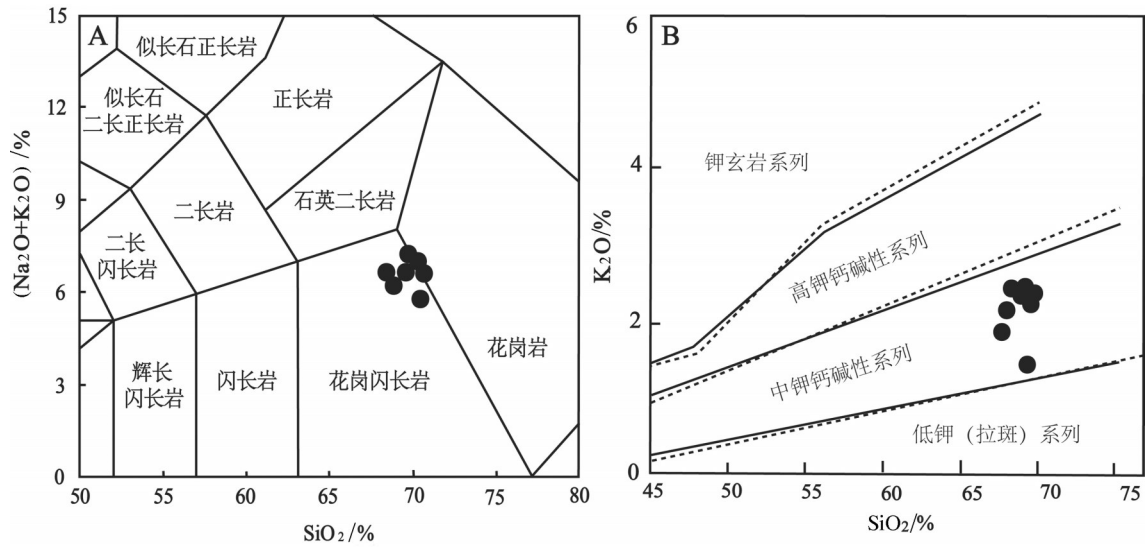 A
(Na2O+K2O) /%
15
12
9
6
3
0
似长石正长岩
似长石
二长正长岩
正长岩
二长岩
石英二长岩
二长
闪长岩
辉长
闪长岩
闪长岩
花岗闪长岩
花岗岩
50
55
60
65
70
75
80
SiO2/%
B
K2O/%
6
4
2
0
钾玄岩系列
高钾钙碱性系列
中钾钙碱性系列
低钾（拉斑）系列
45
50
55
60
65
70
75
SiO2/%